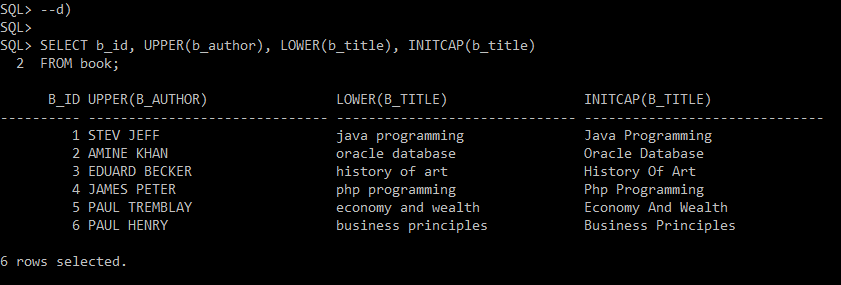 SQL> --d)
SQL>
SQL> SELECT b_id, UPPER(b_author), LOWER(b_title), INITCAP(b_title)
  2  FROM book;

      B_ID UPPER(B_AUTHOR)                LOWER(B_TITLE)                 INITCAP(B_TITLE)
---------- ------------------------------ ------------------------------ ------------------------------
         1 STEV JEFF                      java programming               Java Programming
         2 AMINE KHAN                     oracle database                Oracle Database
         3 EDUARD BECKER                  history of art                 History Of Art
         4 JAMES PETER                    php programming                Php Programming
         5 PAUL TREMBLAY                  economy and wealth             Economy And Wealth
         6 PAUL HENRY                     business principles            Business Principles

6 rows selected.